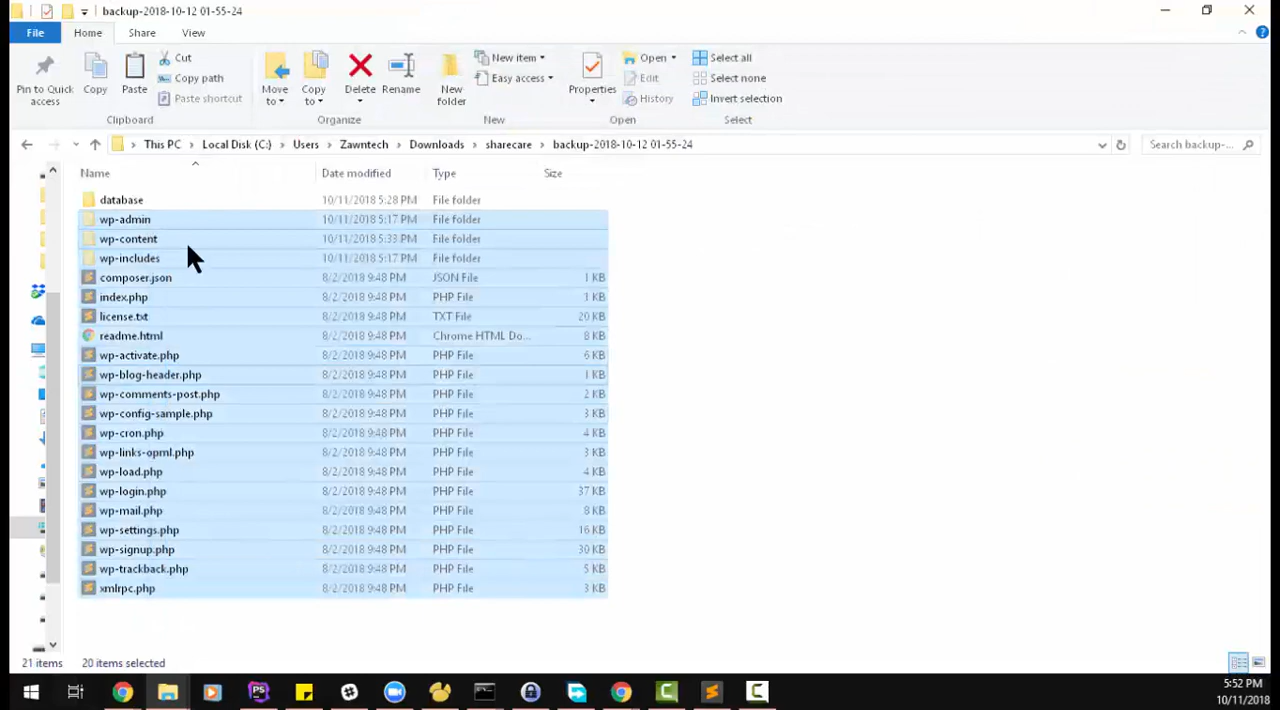 backup-2018-10-12 01-55-24
File Home Share View
Pin to Quick access
Copy
Paste
Cut
Copy path
Paste shortcut
Clipboard
Move to
Copy to
Delete
Rename
Organize
New folder
New item
Easy access
New
Properties
Open
Edit
History
Open
Select all
Select none
Invert selection
Select
This PC > Local Disk (C:) > Users > Zawntech > Downloads > sharecare > backup-2018-10-12 01-55-24
Search backup-...
Name Date modified Type Size
database 10/11/2018 5:28 PM File folder
wp-admin 10/11/2018 5:17 PM File folder
wp-content 10/11/2018 5:33 PM File folder
wp-includes 10/11/2018 5:17 PM File folder
composer.json 8/2/2018 9:48 PM JSON File 1 KB
index.php 8/2/2018 9:48 PM PHP File 1 KB
license.txt 8/2/2018 9:48 PM TXT File 20 KB
readme.html 8/2/2018 9:48 PM Chrome HTML Do... 8 KB
wp-activate.php 8/2/2018 9:48 PM PHP File 6 KB
wp-blog-header.php 8/2/2018 9:48 PM PHP File 1 KB
wp-comments-post.php 8/2/2018 9:48 PM PHP File 2 KB
wp-config-sample.php 8/2/2018 9:48 PM PHP File 3 KB
wp-cron.php 8/2/2018 9:48 PM PHP File 4 KB
wp-links-opml.php 8/2/2018 9:48 PM PHP File 3 KB
wp-load.php 8/2/2018 9:48 PM PHP File 4 KB
wp-login.php 8/2/2018 9:48 PM PHP File 37 KB
wp-mail.php 8/2/2018 9:48 PM PHP File 8 KB
wp-settings.php 8/2/2018 9:48 PM PHP File 16 KB
wp-signup.php 8/2/2018 9:48 PM PHP File 30 KB
wp-trackback.php 8/2/2018 9:48 PM PHP File 5 KB
xmlrpc.php 8/2/2018 9:48 PM PHP File 3 KB
21 items 20 items selected
PS
5:52 PM
10/11/2018